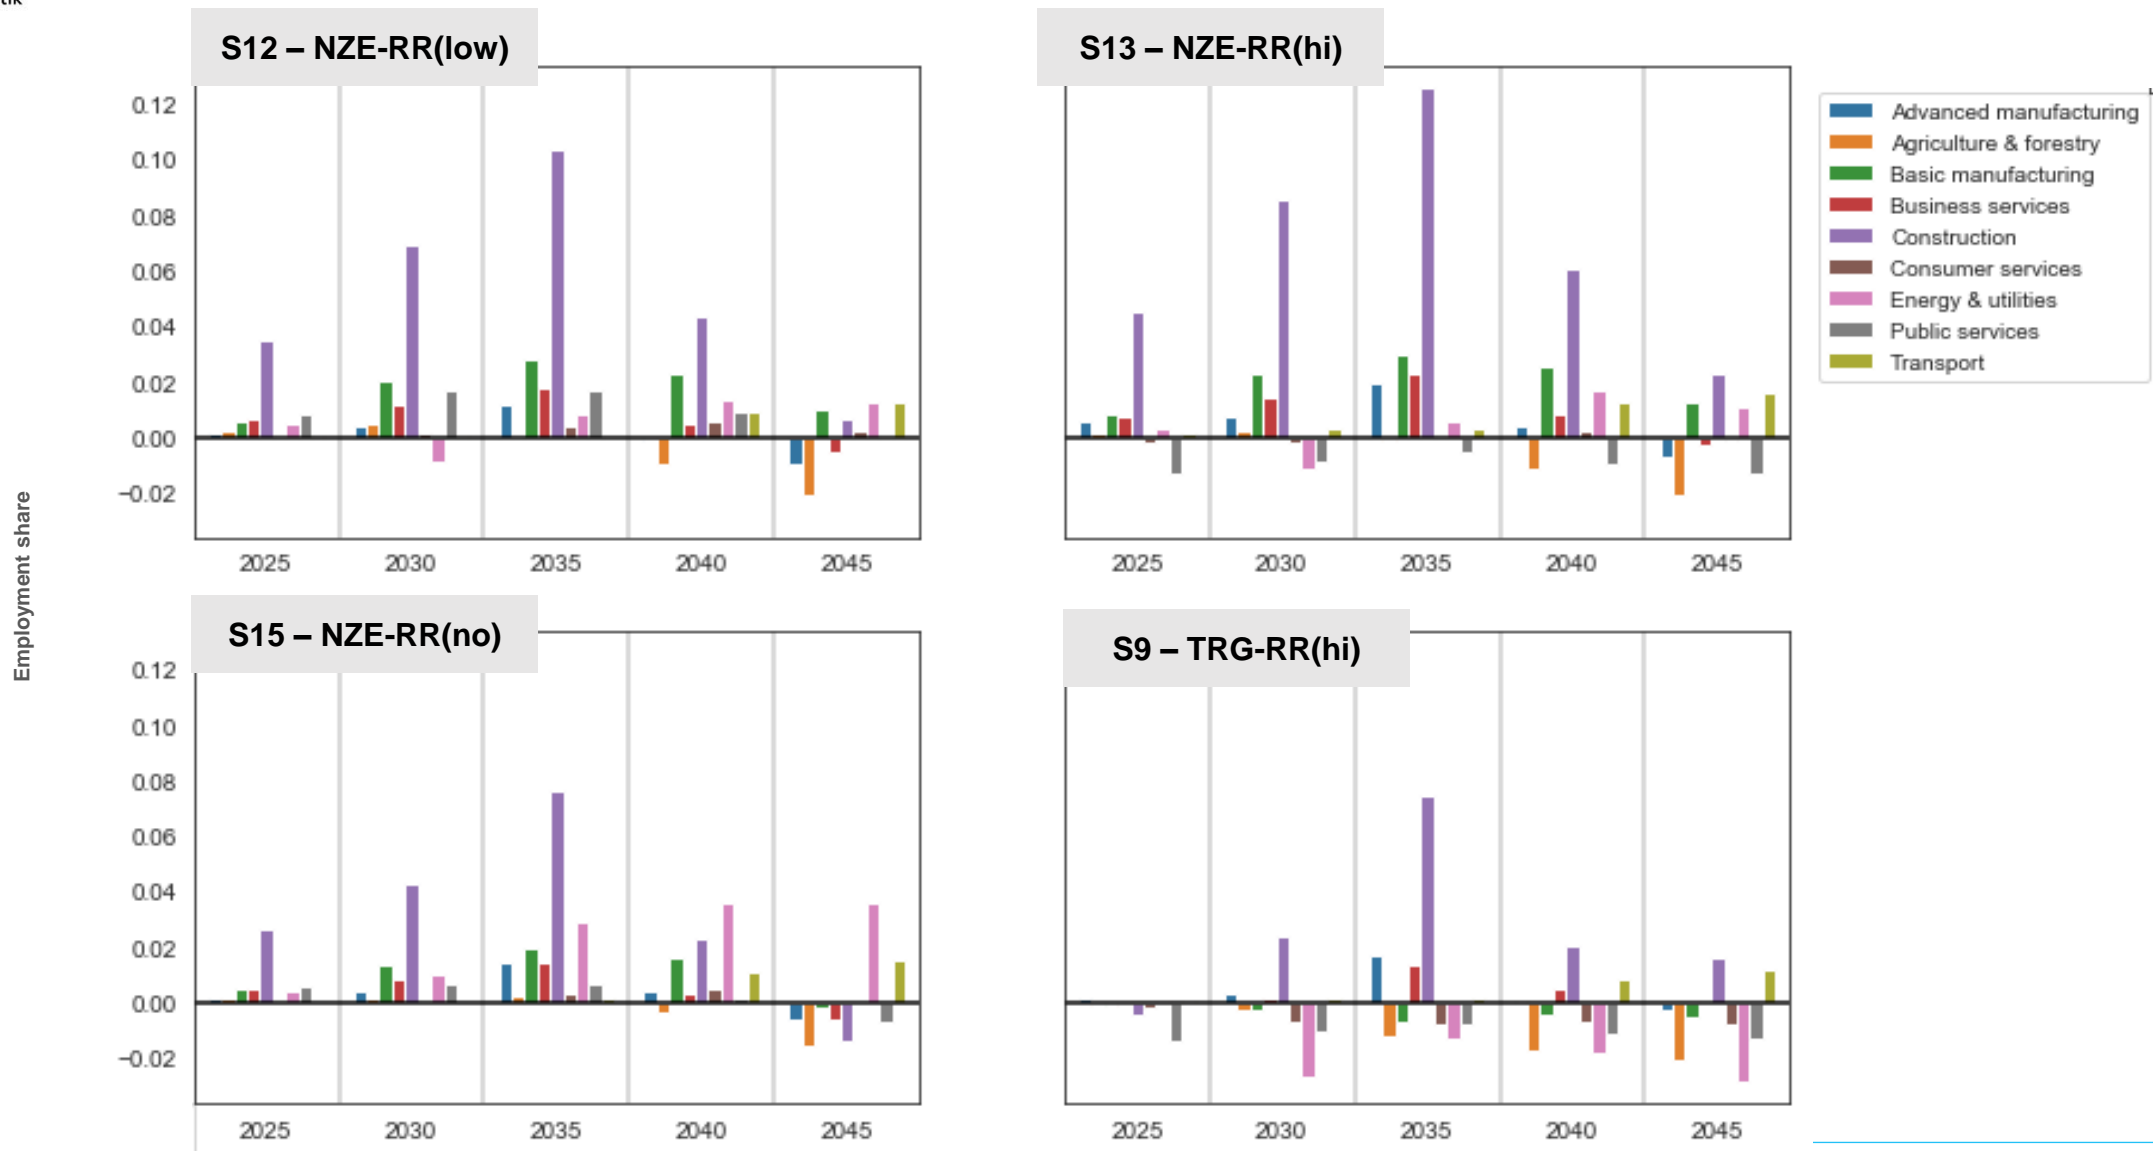 tik
S12 – NZE-RR(low)
S13 – NZE-RR(hi)
0.12
0.10
0.08
0.06
0.04
0.02
0.00
−0.02
2025 2030 2035 2040 2045
2025 2030 2035 2040 2045
Advanced manufacturing
Agriculture & forestry
Basic manufacturing
Business services
Construction
Consumer services
Energy & utilities
Public services
Transport
Employment share
S15 – NZE-RR(no)
S9 – TRG-RR(hi)
0.12
0.10
0.08
0.06
0.04
0.02
0.00
−0.02
2025 2030 2035 2040 2045
2025 2030 2035 2040 2045